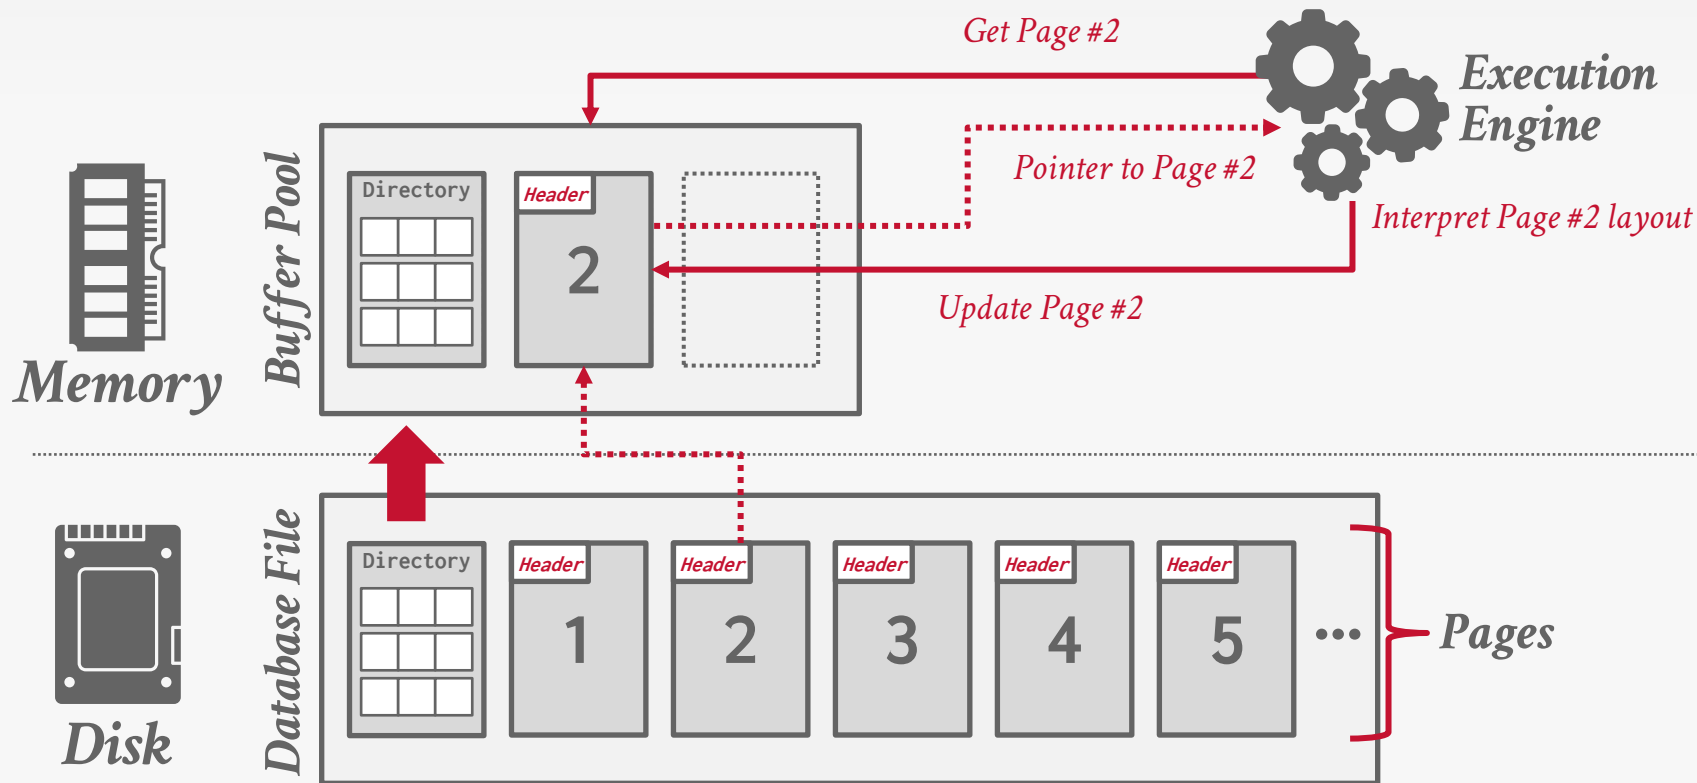 Get Page #2
Execution
Engine
Pointer to Page #2
Interpret Page #2 layout
Update Page #2
Memory
Buffer Pool
Directory
Header
2
Disk
Database File
Directory
Header
1
Header
2
Header
3
Header
4
Header
5
...
Pages